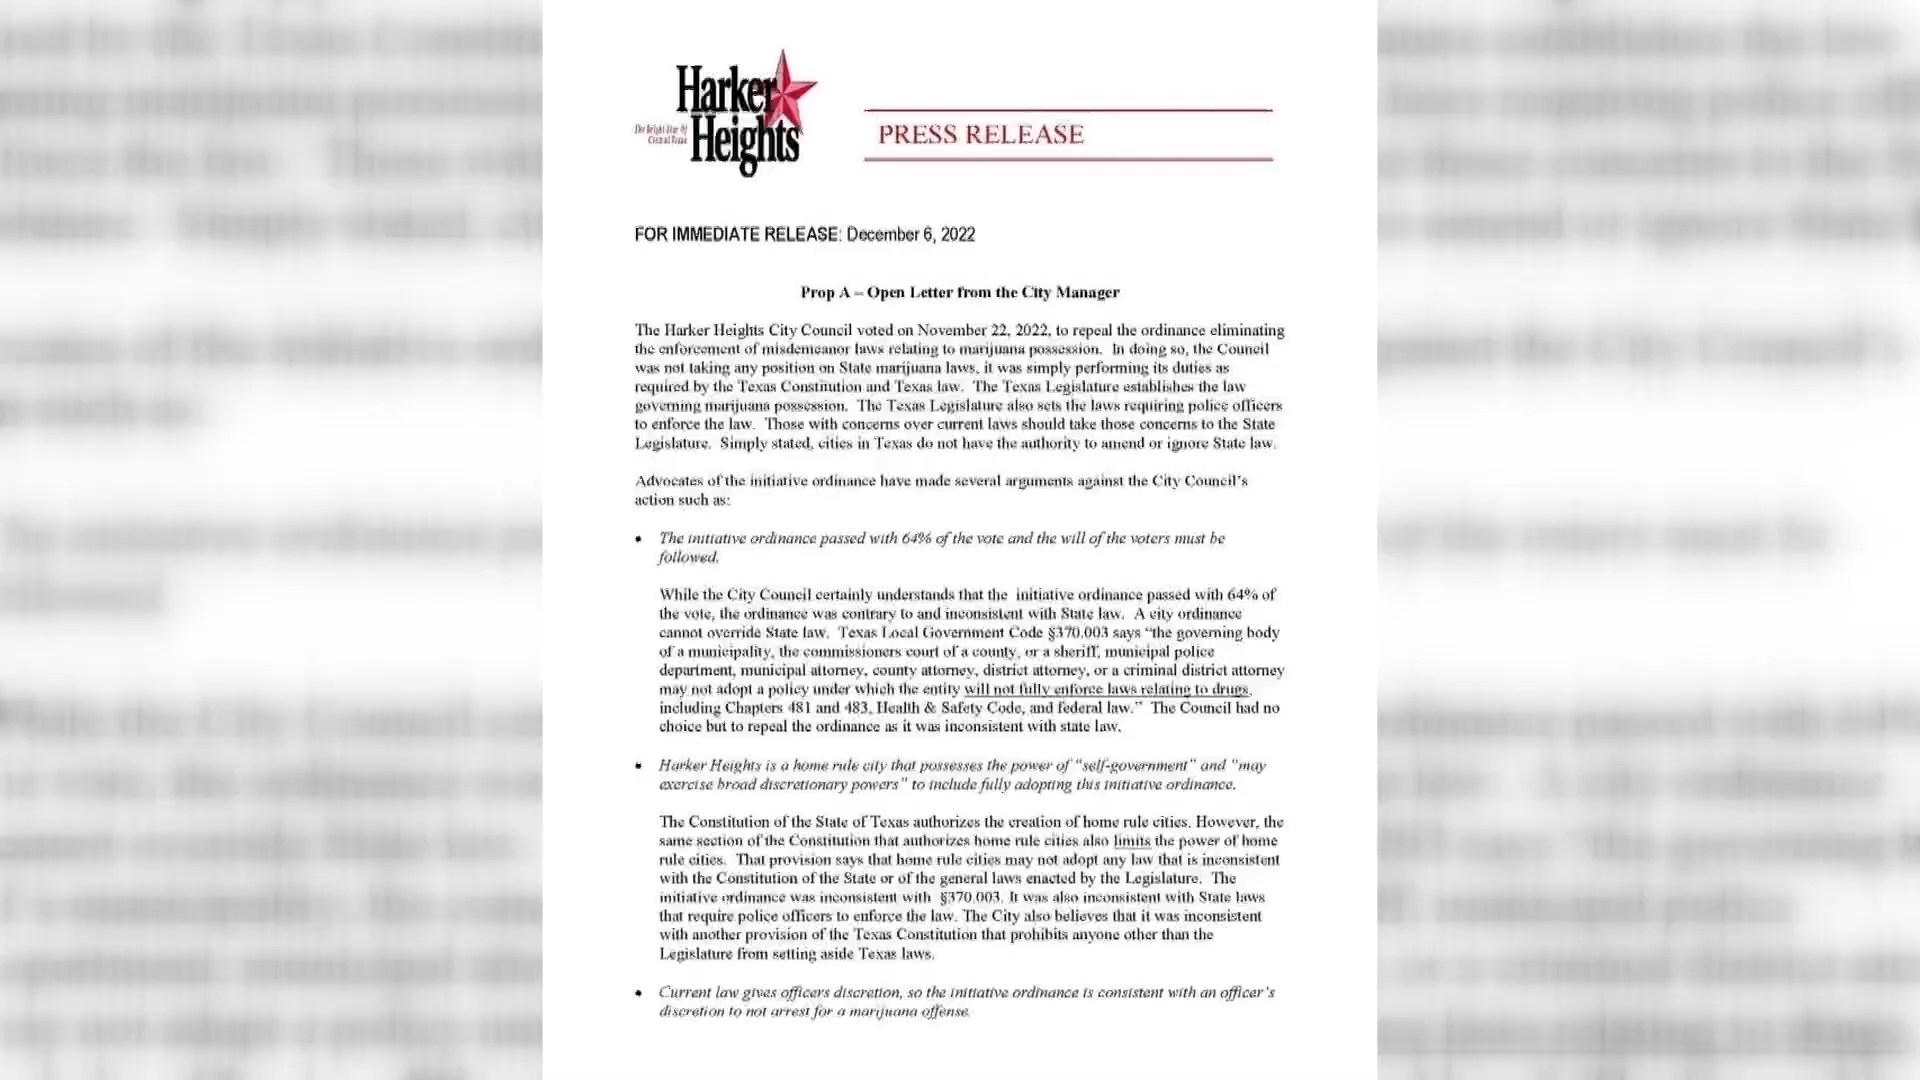 Harker
Heights
The Bright Star Of
Central Texas
PRESS RELEASE
FOR IMMEDIATE RELEASE: December 6, 2022
Prop A – Open Letter from the City Manager
The Harker Heights City Council voted on November 22, 2022, to repeal the ordinance eliminating
the enforcement of misdemeanor laws relating to marijuana possession.  In doing so, the Council
was not taking any position on State marijuana laws, it was simply performing its duties as
required by the Texas Constitution and Texas law.  The Texas Legislature establishes the law
governing marijuana possession.  The Texas Legislature also sets the laws requiring police officers
to enforce the law.  Those with concerns over current laws should take those concerns to the State
Legislature.  Simply stated, cities in Texas do not have the authority to amend or ignore State law.
Advocates of the initiative ordinance have made several arguments against the City Council's
action such as:
• The initiative ordinance passed with 64% of the vote and the will of the voters must be
followed.
While the City Council certainly understands that the  initiative ordinance passed with 64% of
the vote, the ordinance was contrary to and inconsistent with State law.  A city ordinance
cannot override State law.  Texas Local Government Code §370.003 says "the governing body
of a municipality, the commissioners court of a county, or a sheriff, municipal police
department, municipal attorney, county attorney, district attorney, or a criminal district attorney
may not adopt a policy under which the entity will not fully enforce laws relating to drugs,
including Chapters 481 and 483, Health & Safety Code, and federal law."  The Council had no
choice but to repeal the ordinance as it was inconsistent with state law.
• Harker Heights is a home rule city that possesses the power of "self-government" and "may
exercise broad discretionary powers" to include fully adopting this initiative ordinance.
The Constitution of the State of Texas authorizes the creation of home rule cities. However, the
same section of the Constitution that authorizes home rule cities also limits the power of home
rule cities.  That provision says that home rule cities may not adopt any law that is inconsistent
with the Constitution of the State or of the general laws enacted by the Legislature.  The
initiative ordinance was inconsistent with  §370.003. It was also inconsistent with State laws
that require police officers to enforce the law. The City also believes that it was inconsistent
with another provision of the Texas Constitution that prohibits anyone other than the
Legislature from setting aside Texas laws.
• Current law gives officers discretion, so the initiative ordinance is consistent with an officer's
discretion to not arrest for a marijuana offense.